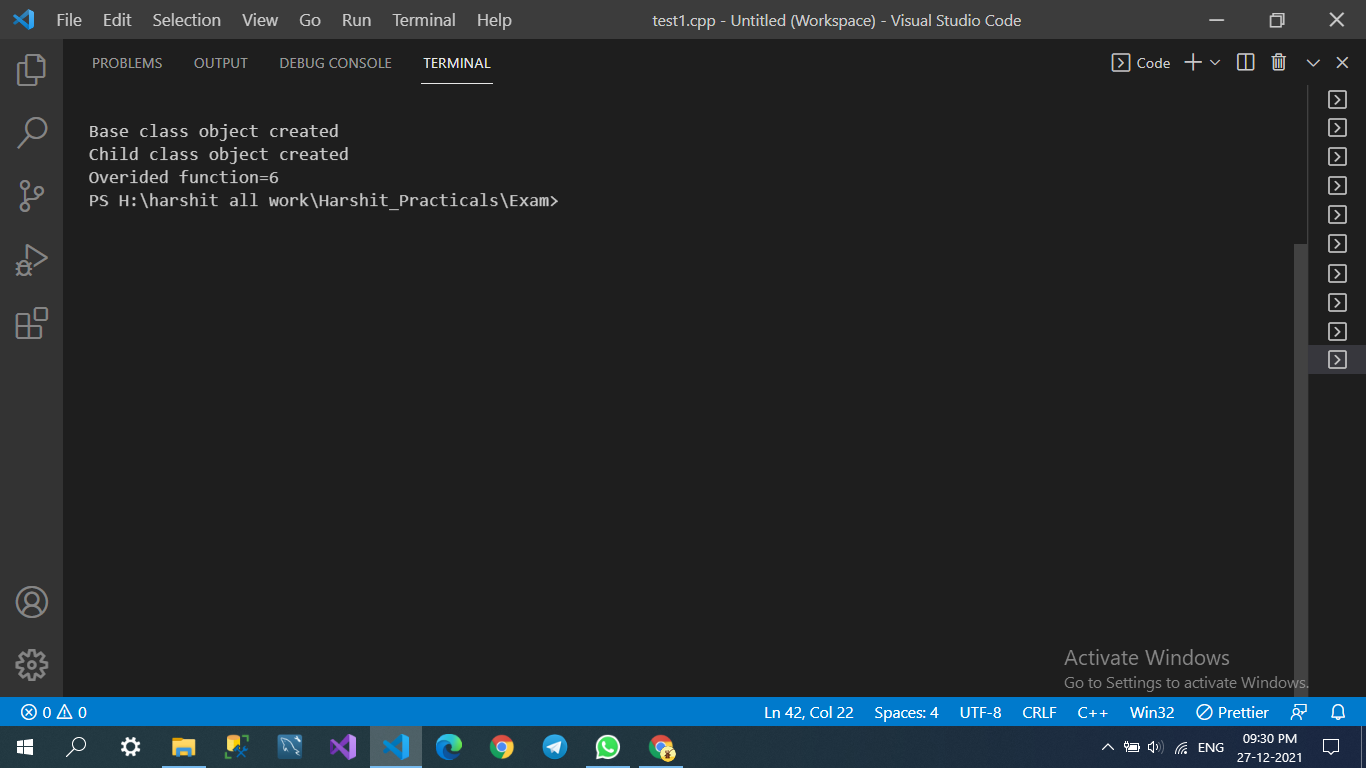 File Edit Selection View Go Run Terminal Help test1.cpp - Untitled (Workspace) - Visual Studio Code
PROBLEMS OUTPUT DEBUG CONSOLE TERMINAL Code
Base class object created
Child class object created
Overided function=6
PS H:\harshit all work\Harshit_Practicals\Exam>
Activate Windows
Go to Settings to activate Windows.
0 0 Ln 42, Col 22 Spaces: 4 UTF-8 CRLF C++ Win32 Prettier
ENG 09:30 PM
27-12-2021